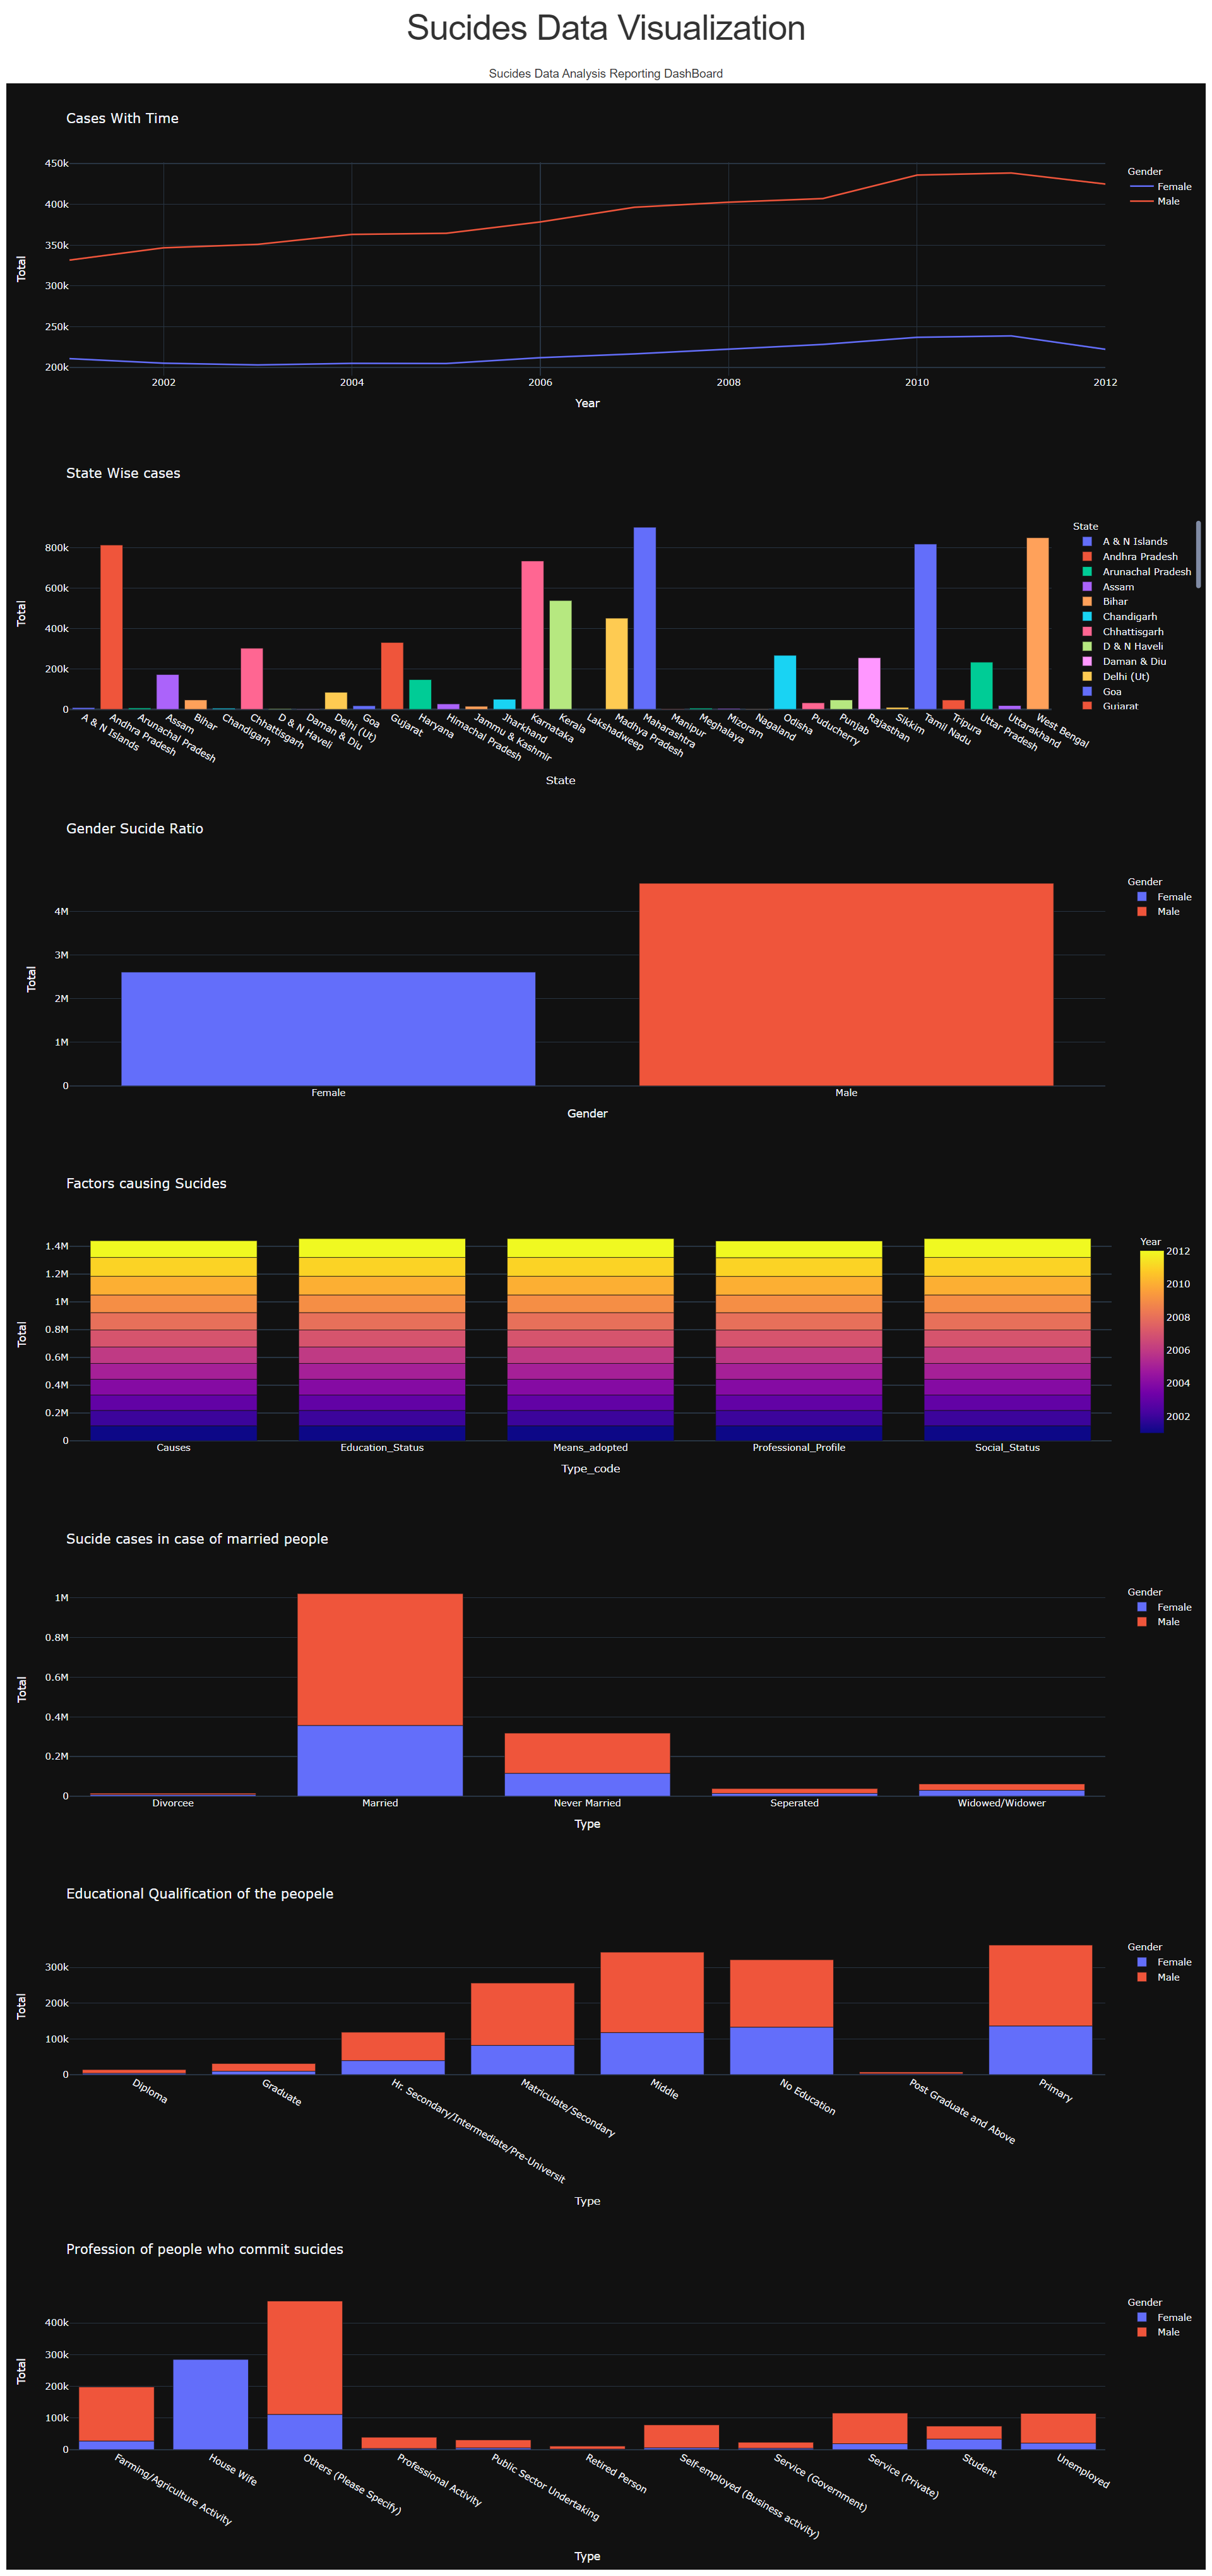 Sucides Data Visualization
Sucides Data Analysis Reporting DashBoard
Cases With Time
450k
400k
350k
300k
250k
200k
Total
2002
2004
2006
2008
2010
2012
Year
Gender
Female
Male
State Wise cases
800k
600k
400k
200k
0
Total
A & N Islands
Andhra Pradesh
Arunachal Pradesh
Assam
Bihar
Chandigarh
Chhattisgarh
D & N Haveli
Daman & Diu
Delhi (Ut)
Goa
Gujarat
Haryana
Himachal Pradesh
Jammu & Kashmir
Jharkhand
Karnataka
Kerala
Lakshadweep
Madhya Pradesh
Maharashtra
Manipur
Meghalaya
Mizoram
Nagaland
Odisha
Puducherry
Punjab
Rajasthan
Sikkim
Tamil Nadu
Tripura
Uttar Pradesh
Uttarakhand
West Bengal
State
State
A & N Islands
Andhra Pradesh
Arunachal Pradesh
Assam
Bihar
Chandigarh
Chhattisgarh
D & N Haveli
Daman & Diu
Delhi (Ut)
Goa
Gujarat
Gender Sucide Ratio
4M
3M
2M
1M
0
Total
Female
Male
Gender
Gender
Female
Male
Factors causing Sucides
1.4M
1.2M
1M
0.8M
0.6M
0.4M
0.2M
0
Total
Causes
Education_Status
Means_adopted
Professional_Profile
Social_Status
Type_code
Year
2012
2010
2008
2006
2004
2002
Sucide cases in case of married people
1M
0.8M
0.6M
0.4M
0.2M
0
Total
Divorcee
Married
Never Married
Seperated
Widowed/Widower
Type
Gender
Female
Male
Educational Qualification of the peopele
300k
200k
100k
0
Total
Diploma
Graduate
Hr. Secondary/Intermediate/Pre-Universit
Matriculate/Secondary
Middle
No Education
Post Graduate and Above
Primary
Type
Gender
Female
Male
Profession of people who commit sucides
400k
300k
200k
100k
0
Total
Farming/Agriculture Activity
House Wife
Others (Please Specify)
Professional Activity
Public Sector Undertaking
Retired Person
Self-employed (Business activity)
Service (Government)
Service (Private)
Student
Unemployed
Type
Gender
Female
Male